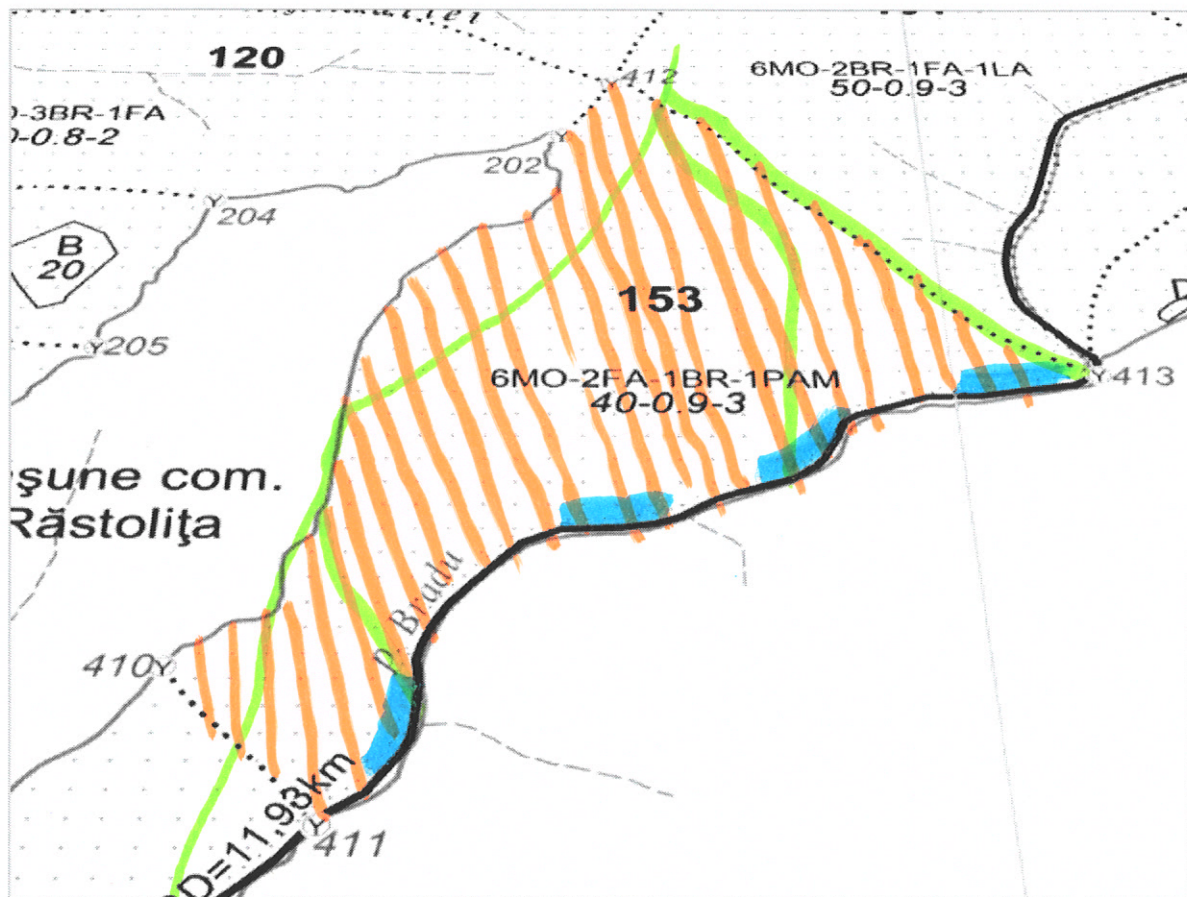 120
412
6MO-2BR-1FA-1LA
50-0.9-3
-3BR-1FA
-0.8-2
202
204
B
20
153
205
6MO-2FA-1BR-1PAM
40-0.9-3
413
şune com.
Răstoliţa
P. Bradu
410
D=11,93km
411